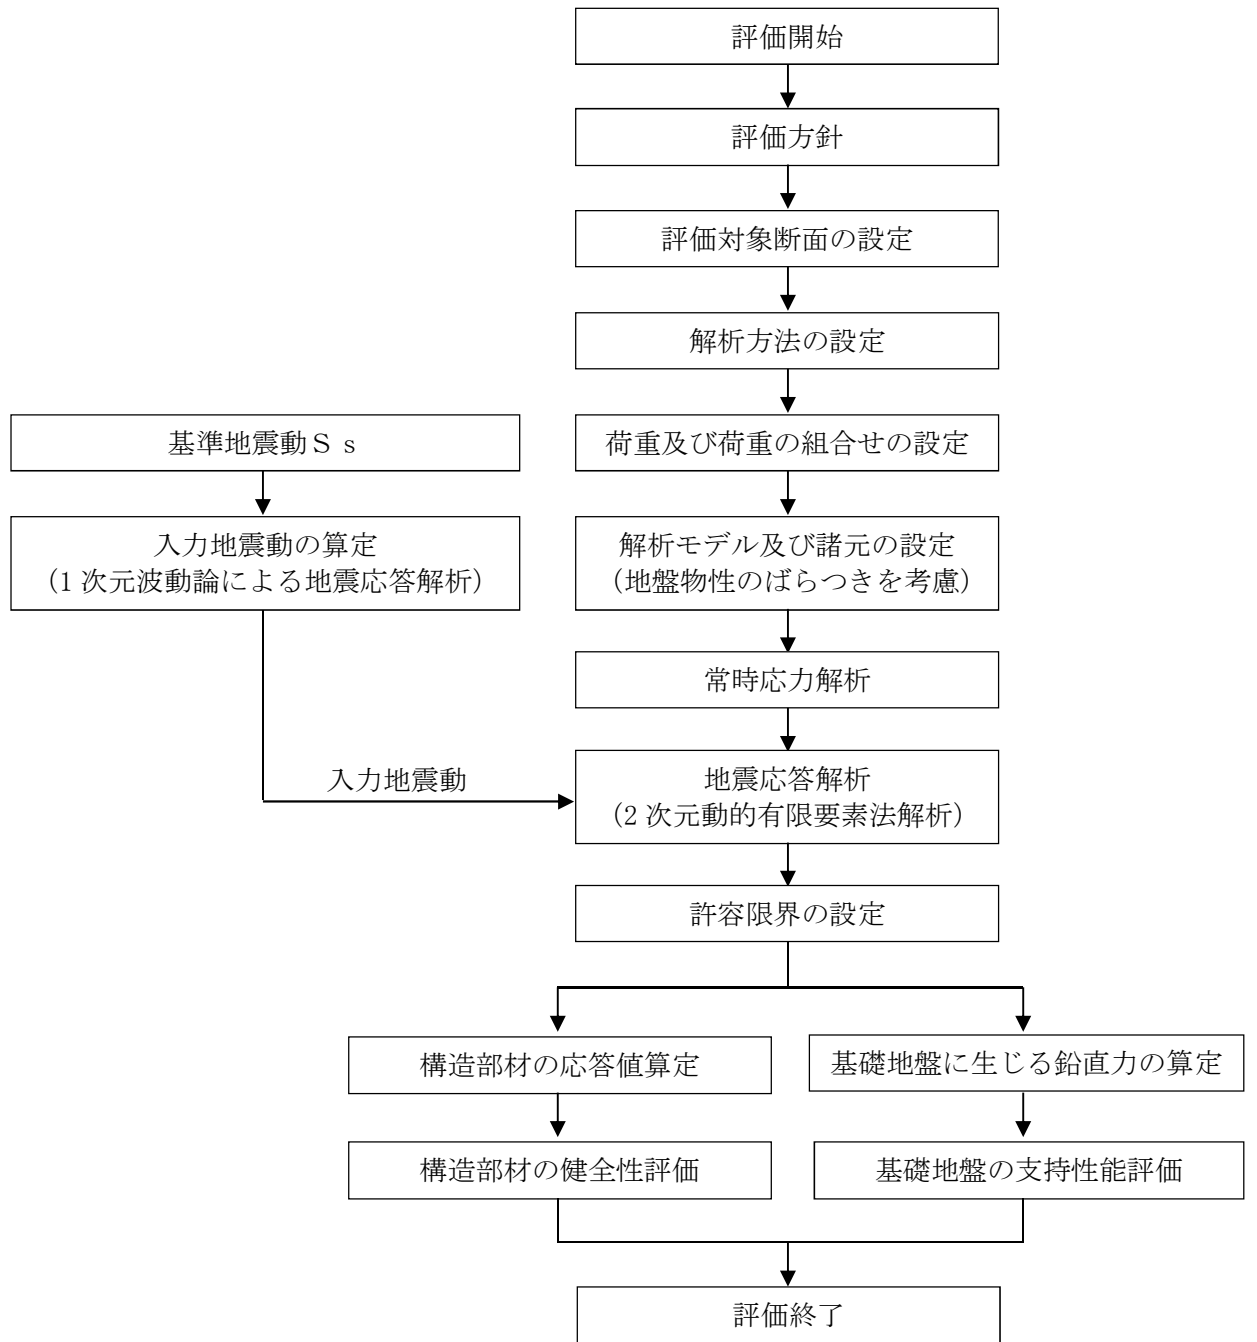 評価開始
評価方針
評価対象断面の設定
解析方法の設定
基準地震動Ｓｓ
荷重及び荷重の組合せの設定
入力地震動の算定
（1 次元波動論による地震応答解析）
解析モデル及び諸元の設定
（地盤物性のばらつきを考慮）
常時応力解析
入力地震動
地震応答解析
（2 次元動的有限要素法解析）
許容限界の設定
構造部材の応答値算定
基礎地盤に生じる鉛直力の算定
構造部材の健全性評価
基礎地盤の支持性能評価
評価終了